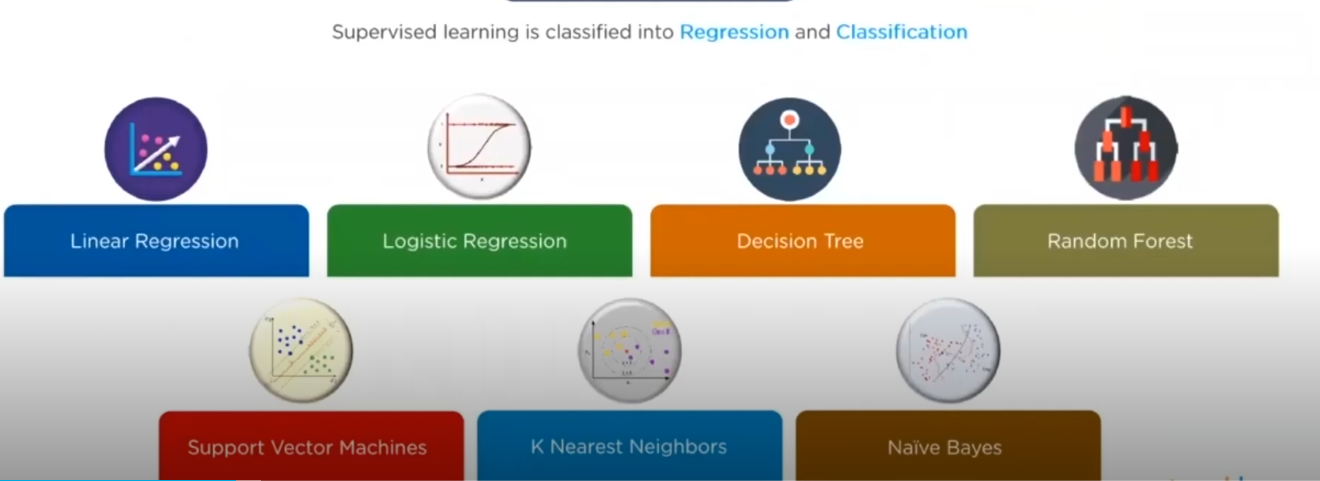 Supervised learning is classified into Regression and Classification
Linear Regression
Logistic Regression
Decision Tree
Random Forest
Support Vector Machines
K Nearest Neighbors
Naïve Bayes